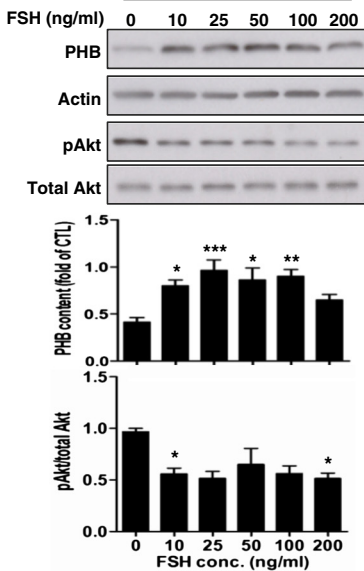 FSH (ng/ml) 0 10 25 50 100 200
PHB
Actin
pAkt
Total Akt
PHB content (fold of CTL)
1.5
1.0
0.5
0.0
* *** * **
pAkt/total Akt
1.5
1.0
0.5
0.0
* *
0 10 25 50 100 200
FSH conc. (ng/ml)